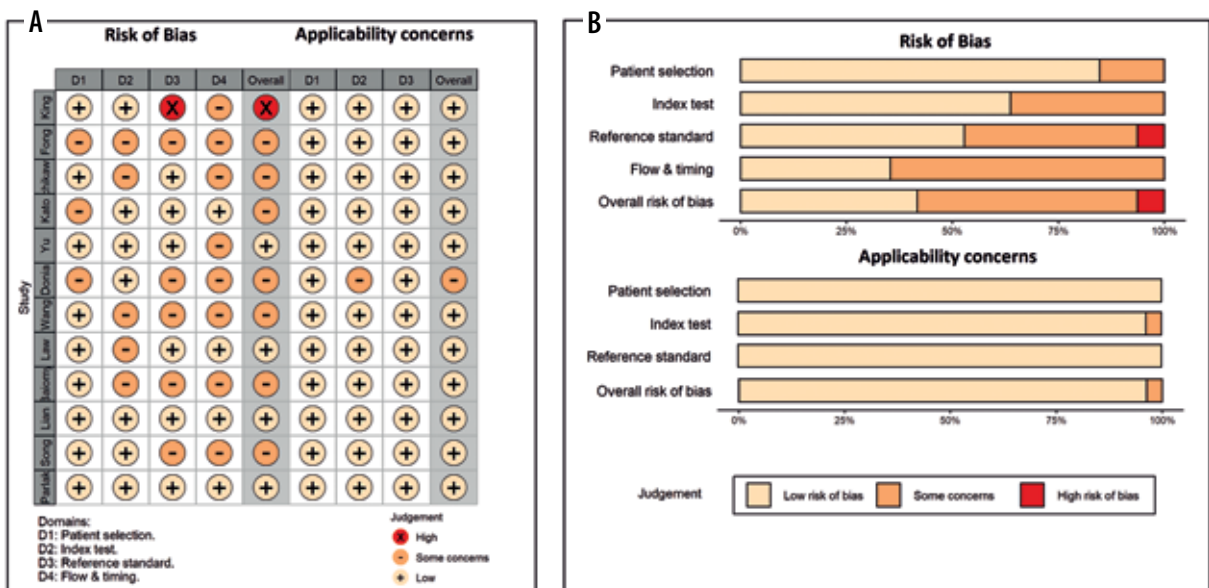 A
Risk of Bias
Applicability concerns
D1 D2 D3 D4 Overall D1 D2 D3 Overall
Study
King + + X - X + + + +
Fong - - - - - + + + +
+ - + - - + + + +
Kato - + + + - + + + +
Yu + + + - + + + + +
Donia - + - - - + - + -
Wang + - - - - + + + +
Law + - + + + + + + +
+ - - - - + + + +
Lian + + + + + + + + +
Song + + - - - + + + +
Parlak + + + + + + + + +
Domains:
D1: Patient selection.
D2: Index test.
D3: Reference standard.
D4: Flow & timing.
Judgement
X High
- Some concerns
+ Low
B
Risk of Bias
Patient selection
Index test
Reference standard
Flow & timing
Overall risk of bias
0% 25% 50% 75% 100%
Applicability concerns
Patient selection
Index test
Reference standard
Overall risk of bias
0% 25% 50% 75% 100%
Judgement
Low risk of bias
Some concerns
High risk of bias